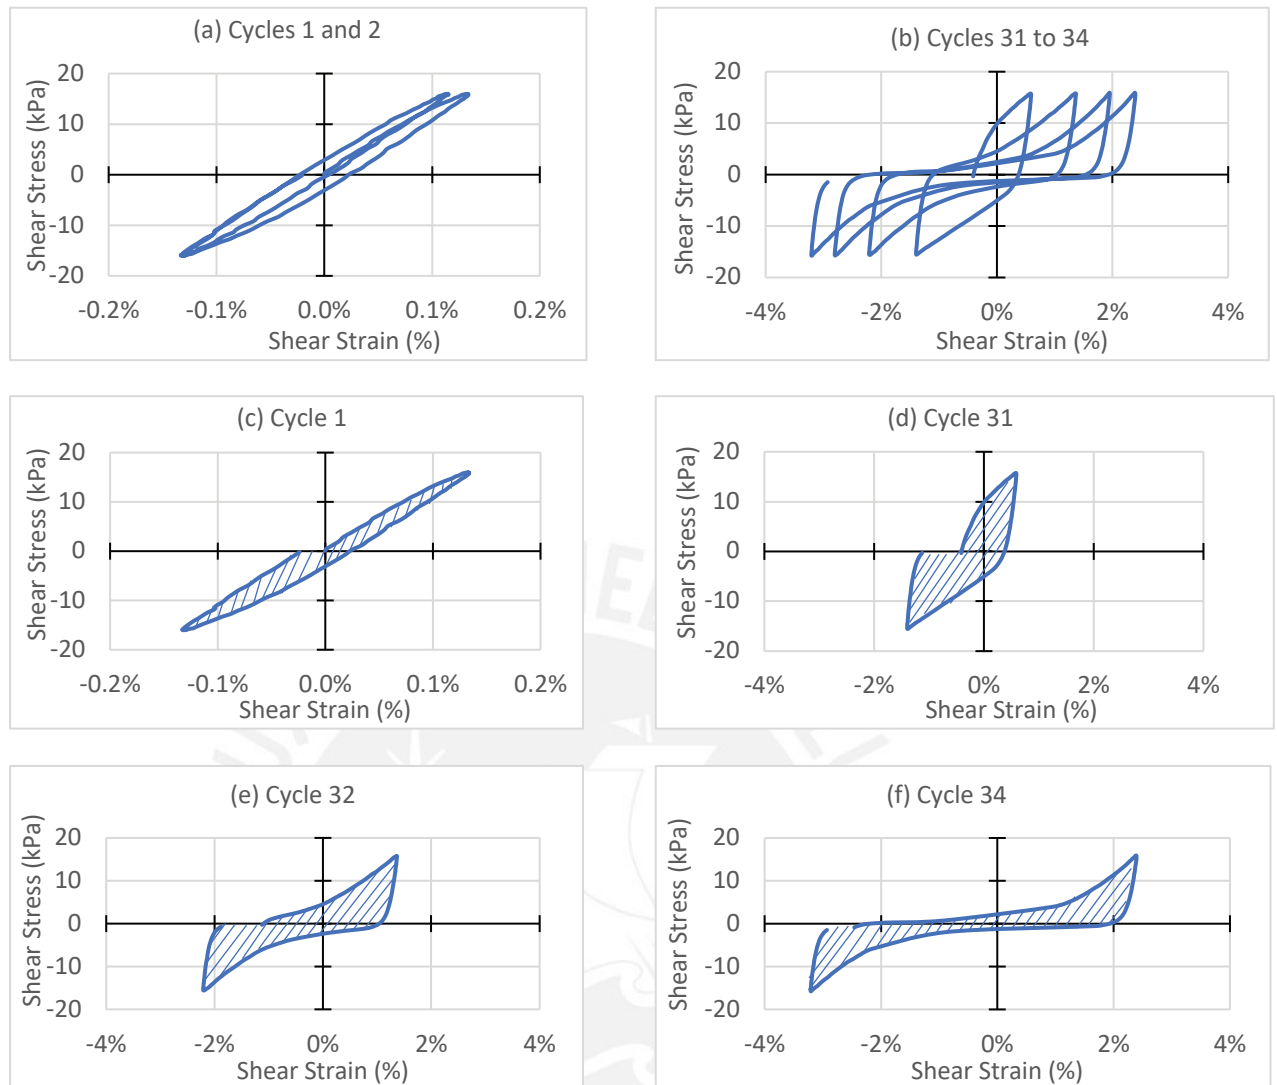 (a) Cycles 1 and 2
Shear Stress (kPa)
20
10
0
-10
-20
-0.2% -0.1% 0.0% 0.1% 0.2%
Shear Strain (%)
(b) Cycles 31 to 34
Shear Stress (kPa)
20
10
0
-10
-20
-4% -2% 0% 2% 4%
Shear Strain (%)
(c) Cycle 1
Shear Stress (kPa)
20
10
0
-10
-20
-0.2% -0.1% 0.0% 0.1% 0.2%
Shear Strain (%)
(d) Cycle 31
Shear Stress (kPa)
20
10
0
-10
-20
-4% -2% 0% 2% 4%
Shear Strain (%)
(e) Cycle 32
Shear Stress (kPa)
20
10
0
-10
-20
-4% -2% 0% 2% 4%
Shear Strain (%)
(f) Cycle 34
Shear Stress (kPa)
20
10
0
-10
-20
-4% -2% 0% 2% 4%
Shear Strain (%)